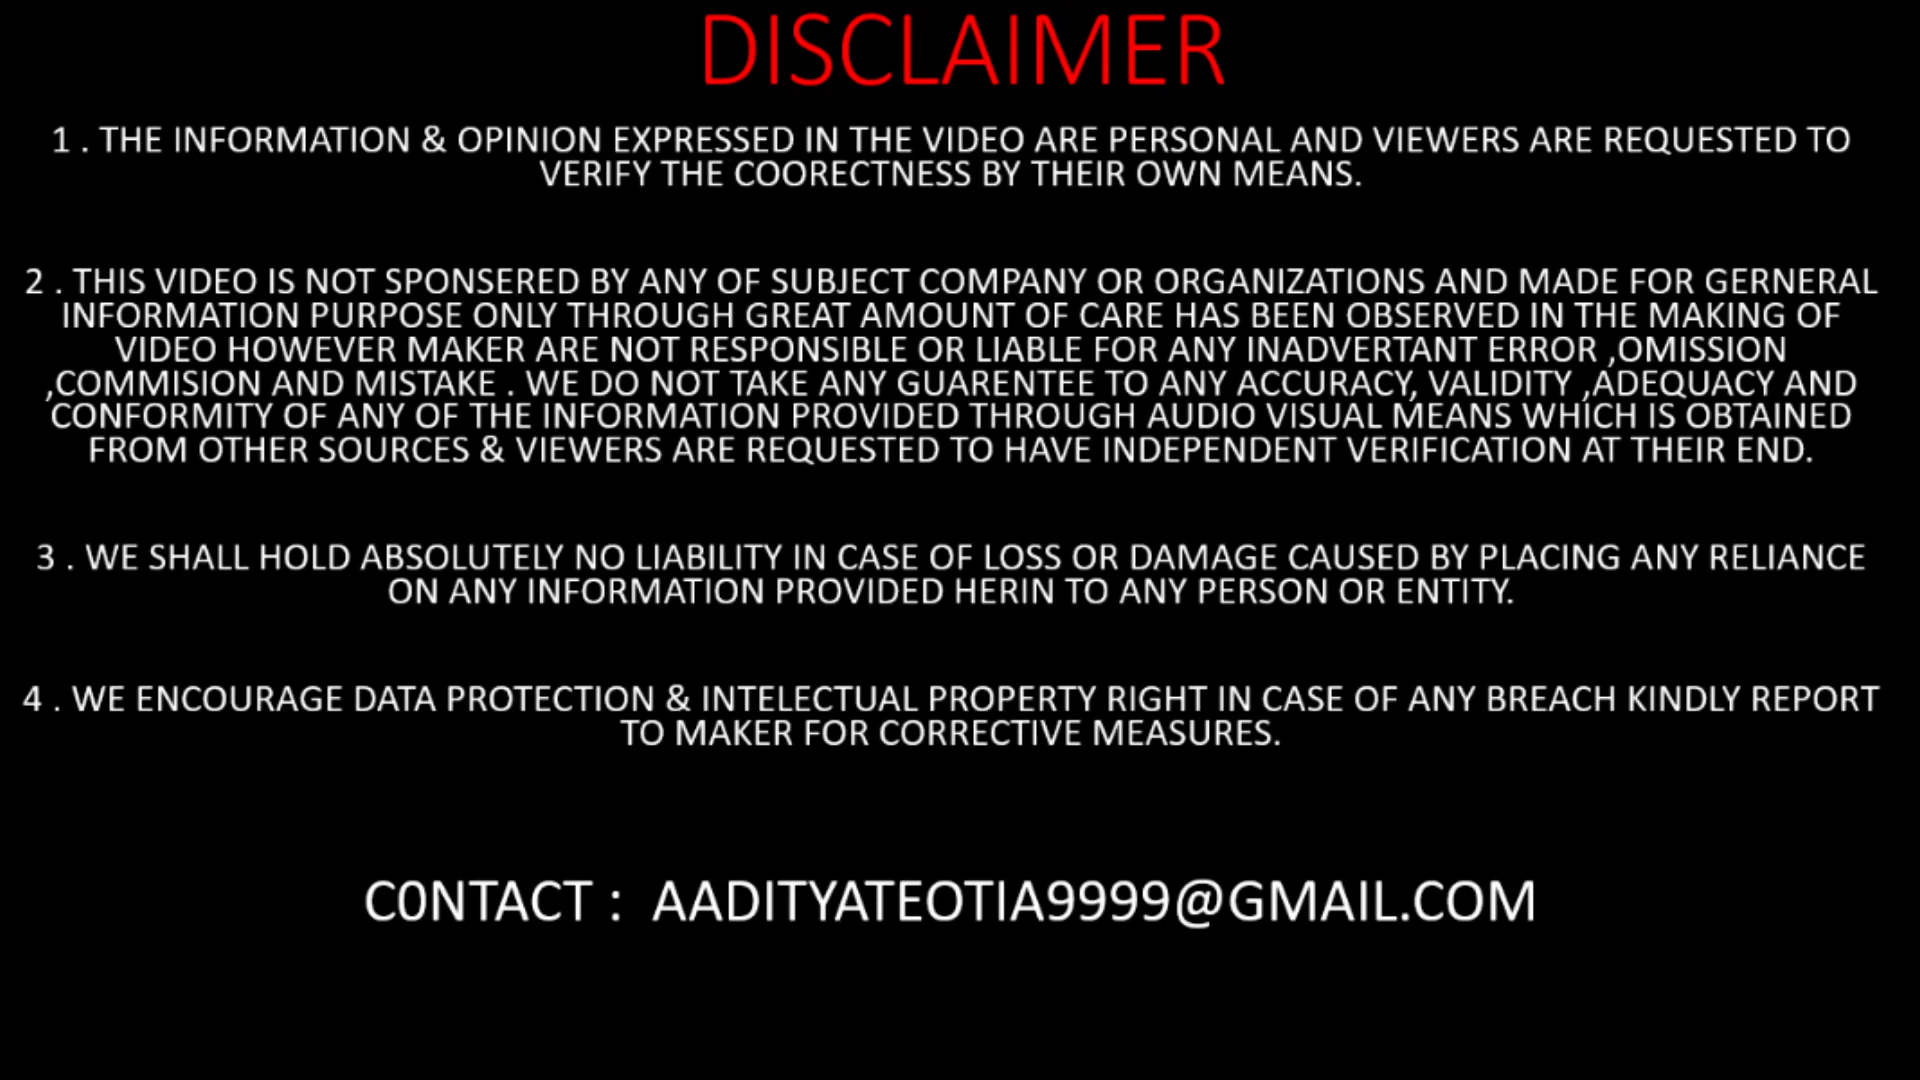 DISCLAIMER
1 . THE INFORMATION & OPINION EXPRESSED IN THE VIDEO ARE PERSONAL AND VIEWERS ARE REQUESTED TO
VERIFY THE COORECTNESS BY THEIR OWN MEANS.
2 . THIS VIDEO IS NOT SPONSERED BY ANY OF SUBJECT COMPANY OR ORGANIZATIONS AND MADE FOR GERNERAL
INFORMATION PURPOSE ONLY THROUGH GREAT AMOUNT OF CARE HAS BEEN OBSERVED IN THE MAKING OF
VIDEO HOWEVER MAKER ARE NOT RESPONSIBLE OR LIABLE FOR ANY INADVERTANT ERROR ,OMISSION
,COMMISION AND MISTAKE . WE DO NOT TAKE ANY GUARENTEE TO ANY ACCURACY, VALIDITY ,ADEQUACY AND
CONFORMITY OF ANY OF THE INFORMATION PROVIDED THROUGH AUDIO VISUAL MEANS WHICH IS OBTAINED
FROM OTHER SOURCES & VIEWERS ARE REQUESTED TO HAVE INDEPENDENT VERIFICATION AT THEIR END.
3 . WE SHALL HOLD ABSOLUTELY NO LIABILITY IN CASE OF LOSS OR DAMAGE CAUSED BY PLACING ANY RELIANCE
ON ANY INFORMATION PROVIDED HERIN TO ANY PERSON OR ENTITY.
4 . WE ENCOURAGE DATA PROTECTION & INTELECTUAL PROPERTY RIGHT IN CASE OF ANY BREACH KINDLY REPORT
TO MAKER FOR CORRECTIVE MEASURES.
C0NTACT :  AADITYATEOTIA9999@GMAIL.COM